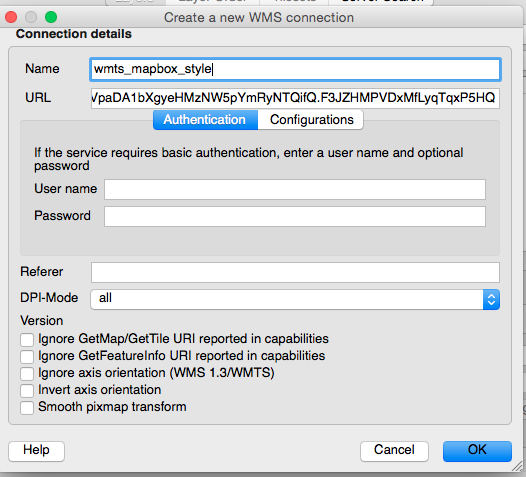 Create a new WMS connection
Connection details
Name wmts_mapbox_style
URL VpaDA1bXgyeHMzNW5pYmRyNTQifQ.F3JZHMPVDxMfLyqTqxP5HQ
Authentication Configurations
If the service requires basic authentication, enter a user name and optional
password
User name
Password
Referer
DPI-Mode all
Version
Ignore GetMap/GetTile URI reported in capabilities
Ignore GetFeatureInfo URI reported in capabilities
Ignore axis orientation (WMS 1.3/WMTS)
Invert axis orientation
Smooth pixmap transform
Help Cancel OK